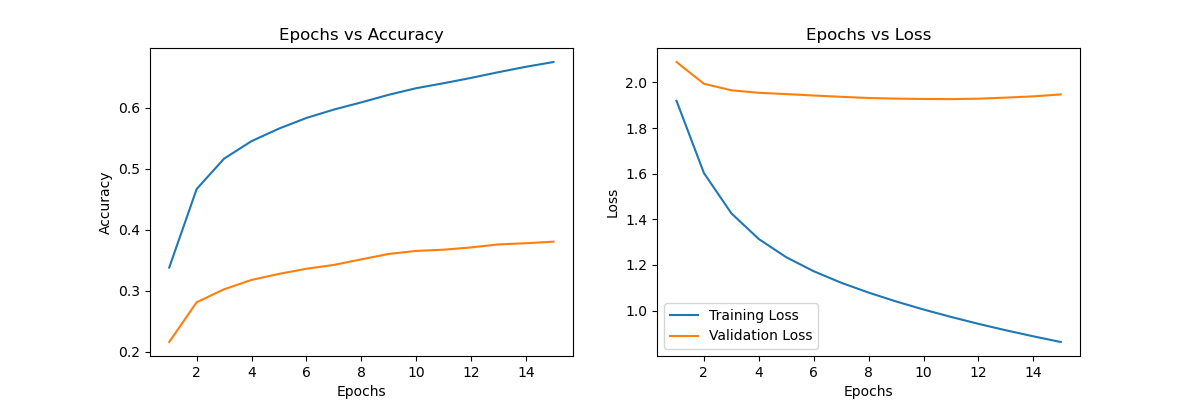 Epochs vs Accuracy
Accuracy
0.6
0.5
0.4
0.3
0.2
2 4 6 8 10 12 14
Epochs
Epochs vs Loss
Loss
2.0
1.8
1.6
1.4
1.2
1.0
Training Loss
Validation Loss
2 4 6 8 10 12 14
Epochs